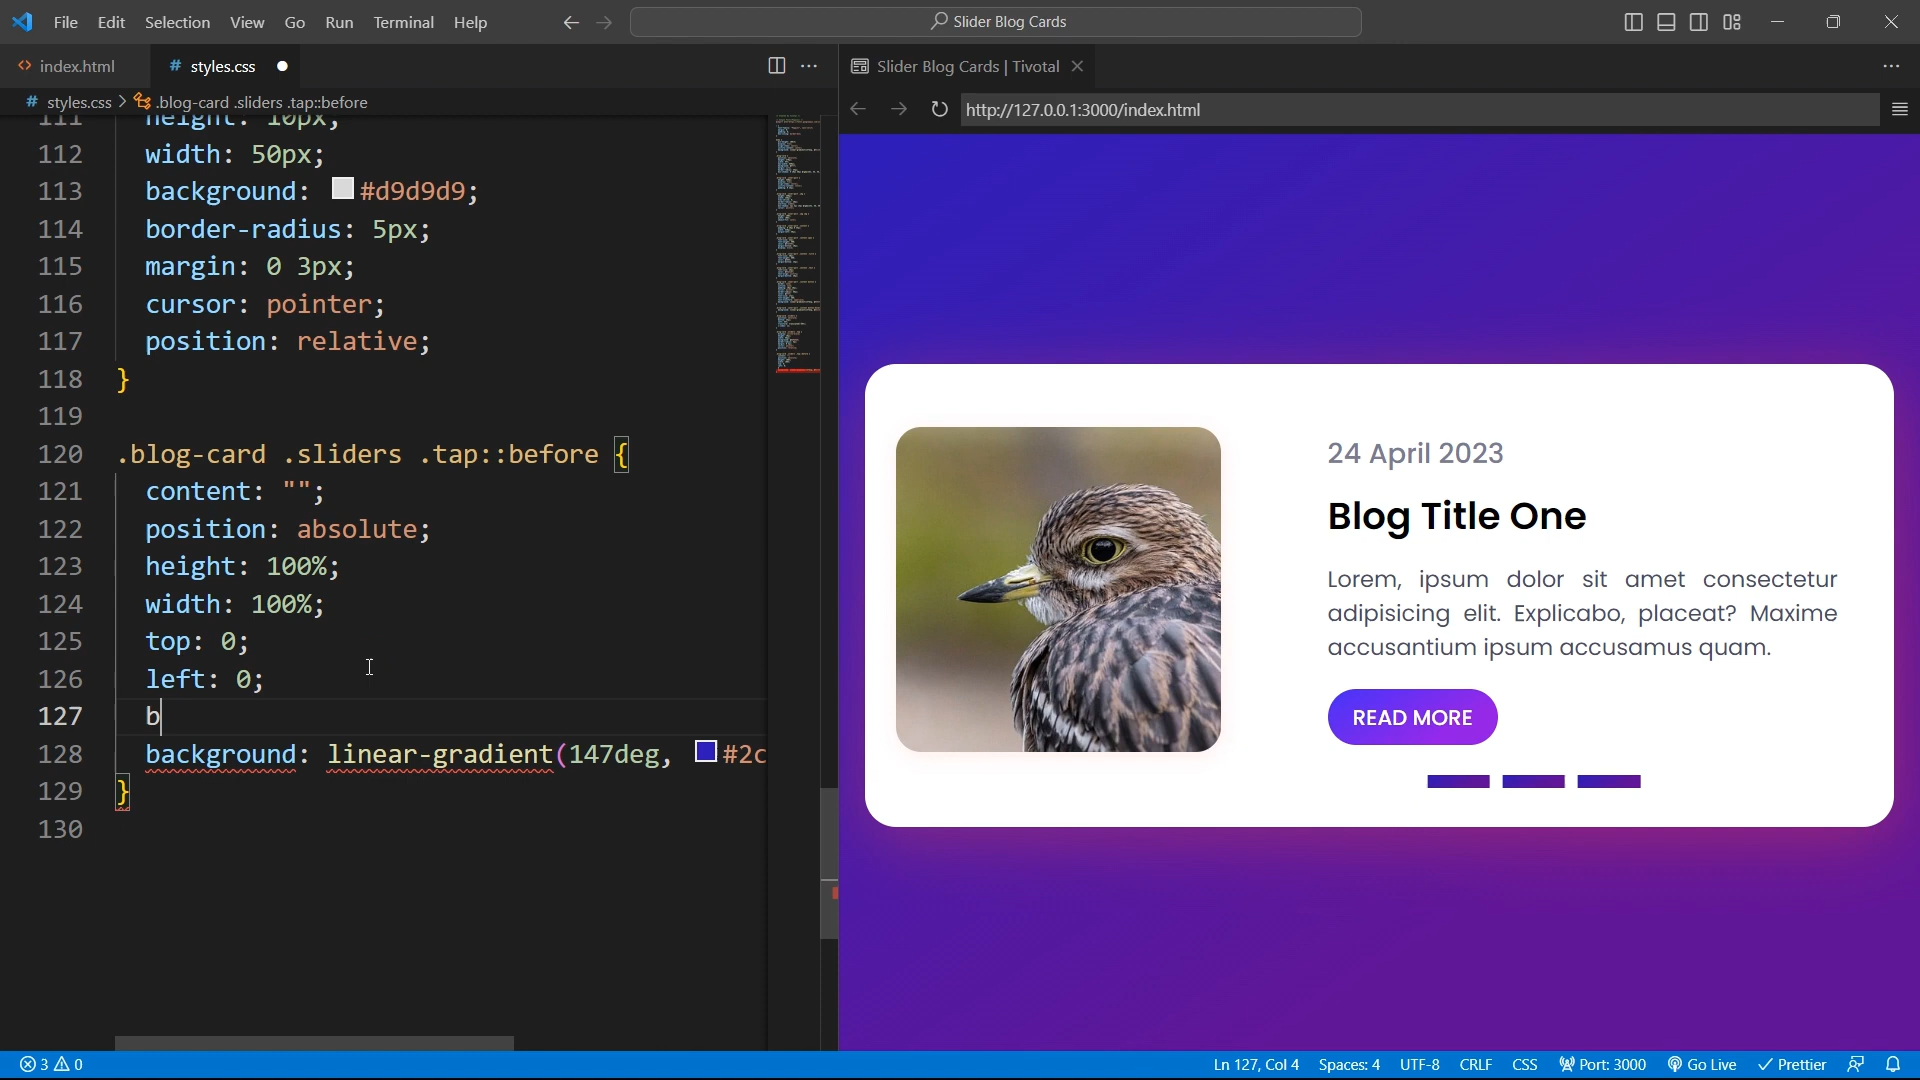 File Edit Selection View Go Run Terminal Help
Slider Blog Cards
index.html
# styles.css
Slider Blog Cards | Tivotal
# styles.css > .blog-card .sliders .tap::before
http://127.0.0.1:3000/index.html
111 height: 10px;
112 width: 50px;
113 background: #d9d9d9;
114 border-radius: 5px;
115 margin: 0 3px;
116 cursor: pointer;
117 position: relative;
118 }
119
120 .blog-card .sliders .tap::before {
121 content: "";
122 position: absolute;
123 height: 100%;
124 width: 100%;
125 top: 0;
126 left: 0;
127 b
128 background: linear-gradient(147deg, #2c
129 }
130
24 April 2023
Blog Title One
Lorem, ipsum dolor sit amet consectetur
adipisicing elit. Explicabo, placeat? Maxime
accusantium ipsum accusamus quam.
READ MORE
3 0
Ln 127, Col 4 Spaces: 4 UTF-8 CRLF CSS Port: 3000 Go Live Prettier